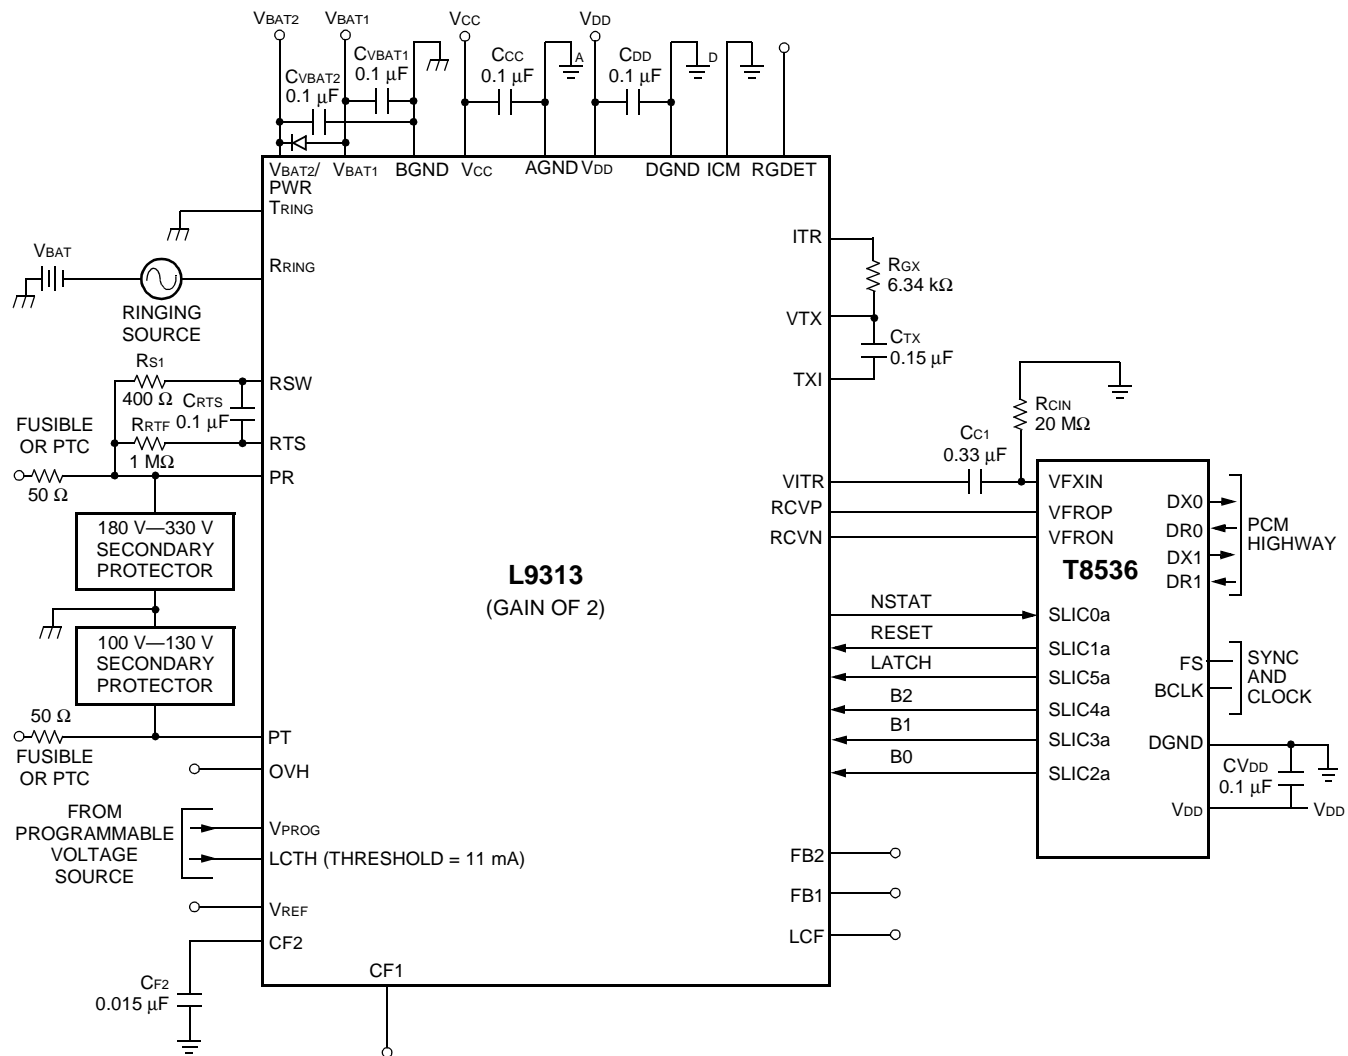 VBAT2
VBAT1
VCC
VDD
CVBAT2
0.1 µF
CVBAT1
0.1 µF
CCC
0.1 µF
A
CDD
0.1 µF
D
VBAT2/
PWR
VBAT1
BGND
VCC
AGND
VDD
DGND
ICM
RGDET
TRING
RRING
VBAT
RINGING
SOURCE
RS1
400 Ω
CRTS
0.1 µF
RRTF
1 MΩ
RSW
RTS
FUSIBLE
OR PTC
50 Ω
PR
180 V—330 V
SECONDARY
PROTECTOR
100 V—130 V
SECONDARY
PROTECTOR
50 Ω
FUSIBLE
OR PTC
PT
OVH
FROM
PROGRAMMABLE
VOLTAGE
SOURCE
VPROG
LCTH (THRESHOLD = 11 mA)
VREF
CF2
CF2
0.015 µF
CF1
L9313
(GAIN OF 2)
ITR
RGX
6.34 kΩ
VTX
CTX
0.15 µF
TXI
RCIN
20 MΩ
CC1
0.33 µF
VITR
RCVP
RCVN
NSTAT
RESET
LATCH
B2
B1
B0
FB2
FB1
LCF
VFXIN
VFROP
VFRON
T8536
SLIC0a
SLIC1a
SLIC5a
SLIC4a
SLIC3a
SLIC2a
DX0
DR0
DX1
DR1
PCM
HIGHWAY
FS
BCLK
SYNC
AND
CLOCK
DGND
CVDD
0.1 µF
VDD
VDD